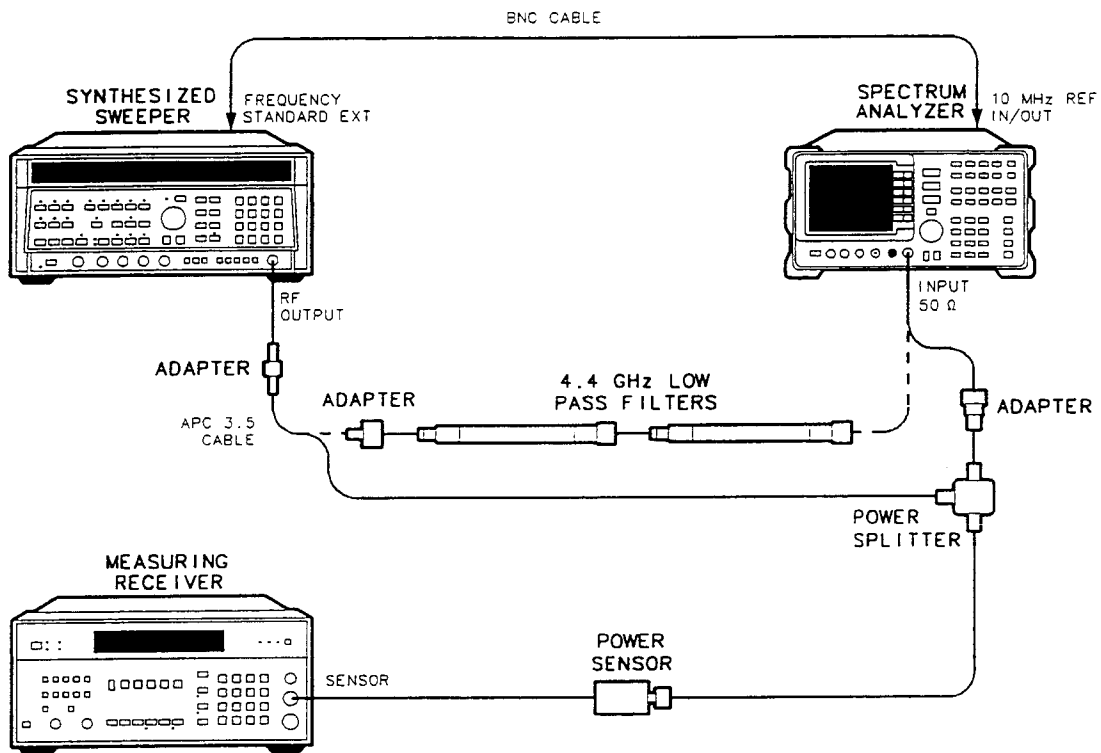 BNC CABLE
SYNTHESIZED
SWEEPER
FREQUENCY
STANDARD EXT
SPECTRUM
ANALYZER
10 MHz REF
IN/OUT
RF
OUTPUT
INPUT
50 Ω
ADAPTER
ADAPTER
4.4 GHz LOW
PASS FILTERS
ADAPTER
APC 3.5
CABLE
POWER
SPLITTER
MEASURING
RECEIVER
POWER
SENSOR
SENSOR